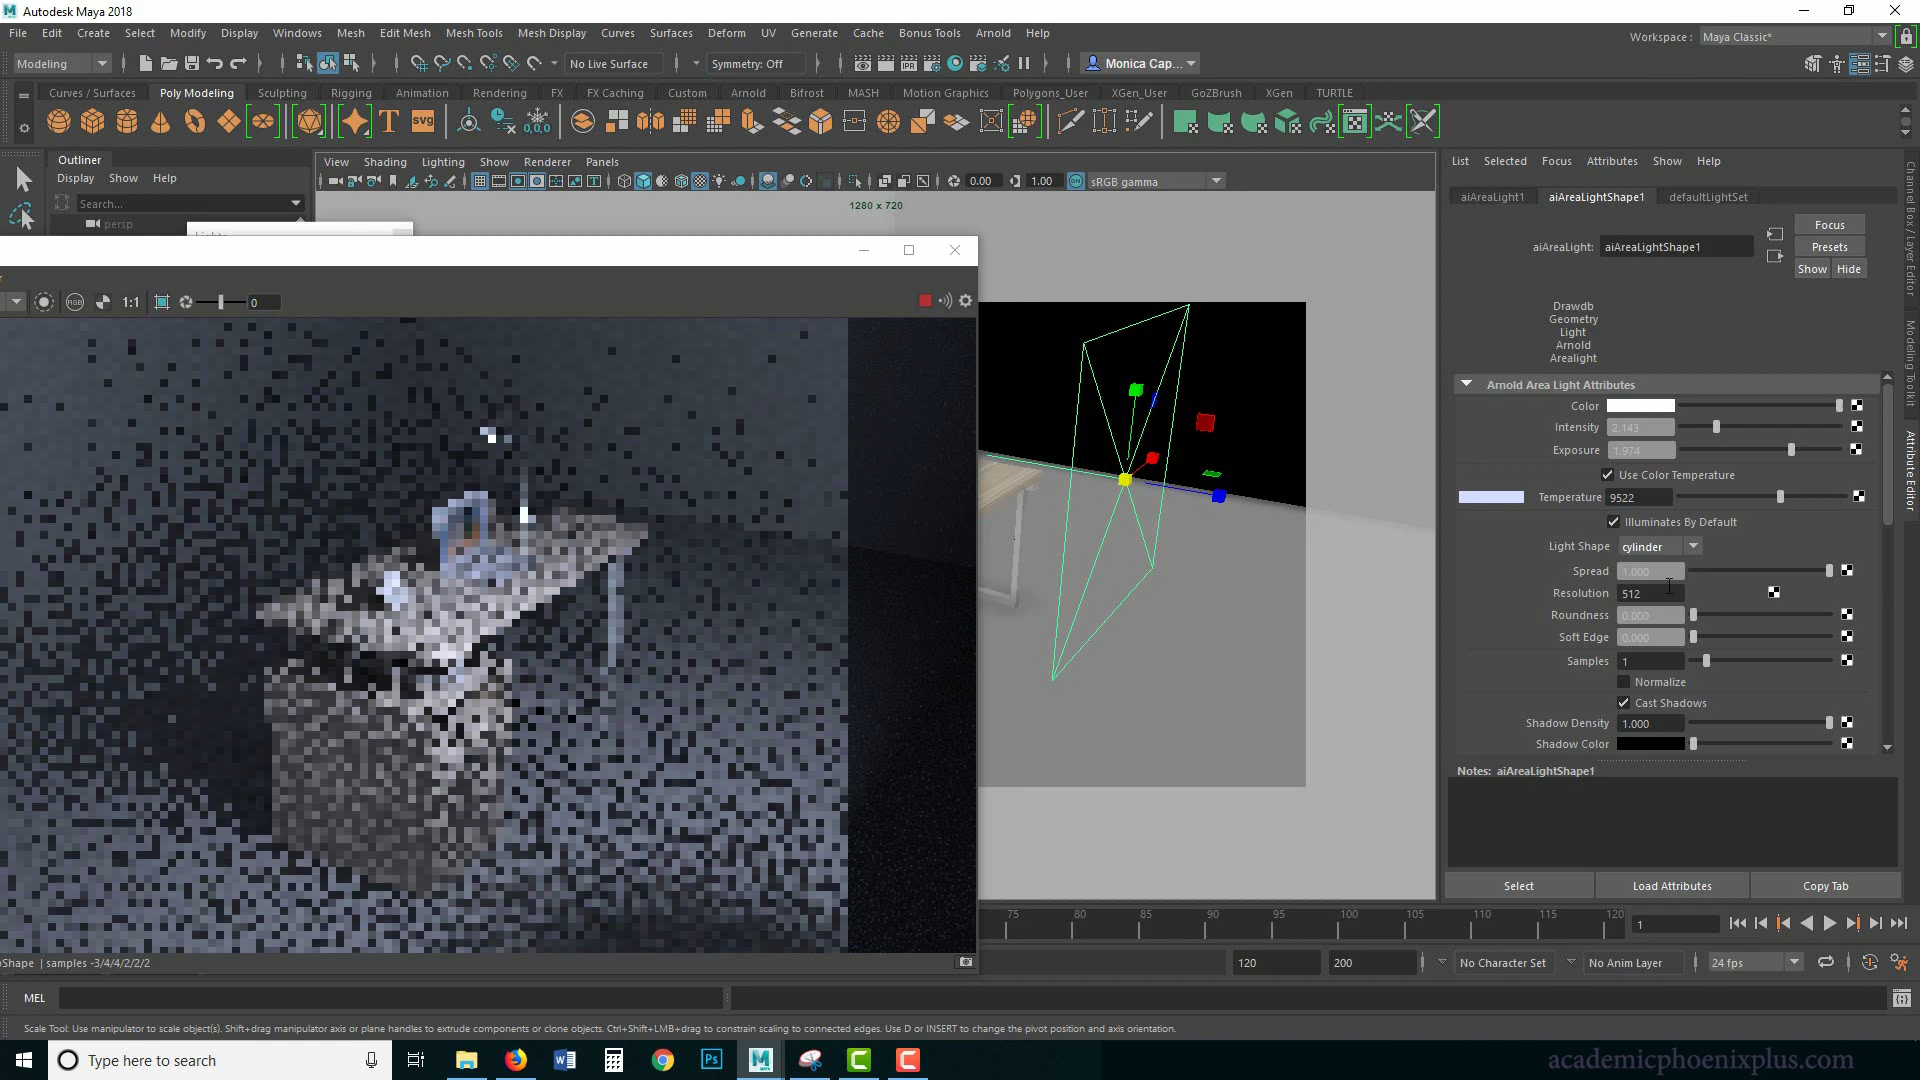 Autodesk Maya 2018
File Edit Create Select Modify Display Windows Mesh Edit Mesh Mesh Tools Mesh Display Curves Surfaces Deform UV Generate Cache Bonus Tools Arnold Help
Workspace : Maya Classic*
Modeling No Live Surface Symmetry: Off Monica Cap...
Curves / Surfaces Poly Modeling Sculpting Rigging Animation Rendering FX FX Caching Custom Arnold Bifrost MASH Motion Graphics Polygons_User XGen_User GoZBrush XGen TURTLE
Outliner
Display Show Help
Search...
persp
View Shading Lighting Show Renderer Panels
0.00 1.00 sRGB gamma
1280 x 720
1:1 0
Shape | samples -3/4/4/2/2/2
List Selected Focus Attributes Show Help
aiAreaLight1 aiAreaLightShape1 defaultLightSet
aiAreaLight: aiAreaLightShape1
Focus
Presets
Show Hide
Drawdb
Geometry
Light
Arnold
Arealight
Arnold Area Light Attributes
Color
Intensity 2.143
Exposure 1.974
Use Color Temperature
Temperature 9522
Illuminates By Default
Light Shape cylinder
Spread 1.000
Resolution 512
Roundness 0.000
Soft Edge 0.000
Samples 1
Normalize
Cast Shadows
Shadow Density 1.000
Shadow Color
Notes: aiAreaLightShape1
Select Load Attributes Copy Tab
Channel Box / Layer Editor
Modeling Toolkit
Attribute Editor
75 80 85 90 95 100 105 110 115 120 1
120 200 No Character Set No Anim Layer 24 fps
MEL
Scale Tool: Use manipulator to scale object(s). Shift+drag manipulator axis or plane handles to extrude components or clone objects. Ctrl+Shift+LMB+drag to constrain scaling to connected edges. Use D or INSERT to change the pivot position and axis orientation.
Type here to search
academicphoenixplus.com